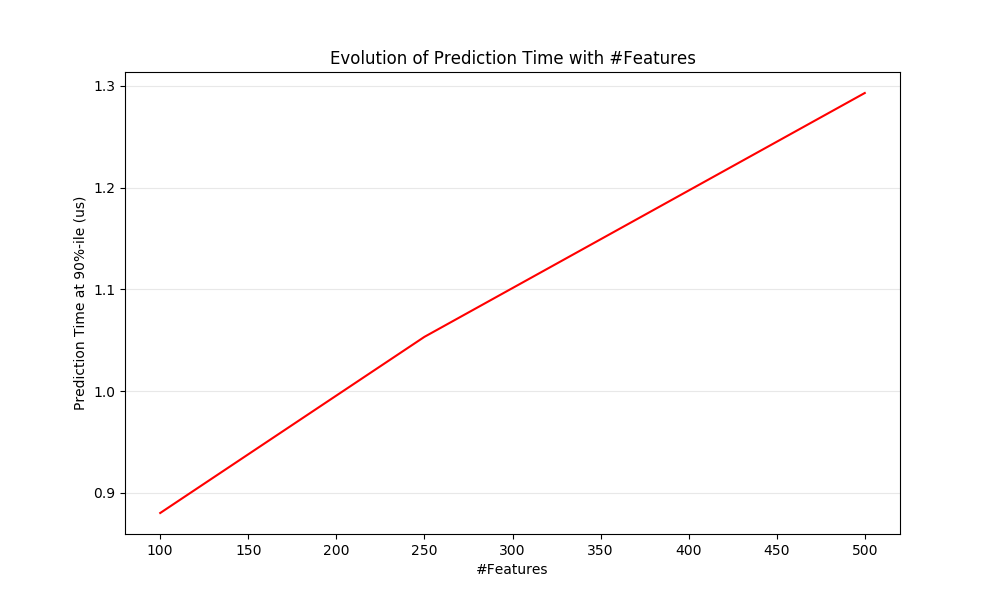 Evolution of Prediction Time with #Features
Prediction Time at 90%-ile (us)
1.3
1.2
1.1
1.0
0.9
100 150 200 250 300 350 400 450 500
#Features